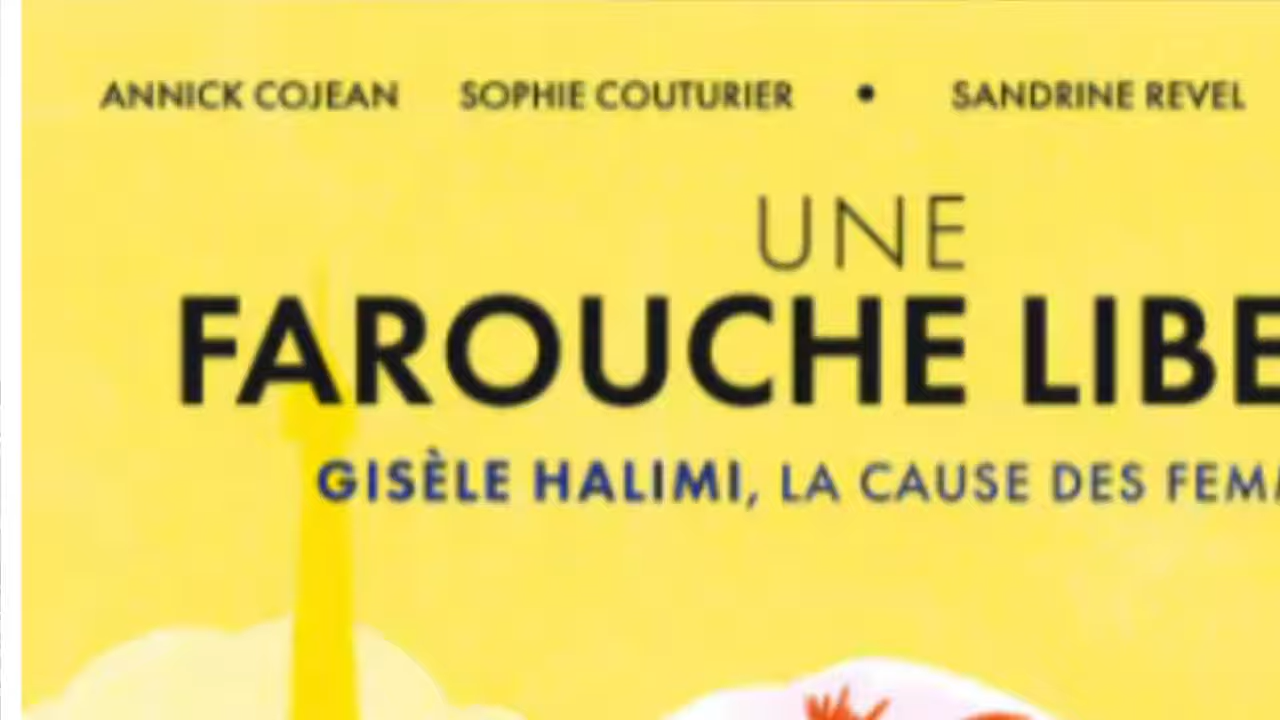 ANNICK COJEAN SOPHIE COUTURIER • SANDRINE REVEL
UNE
FAROUCHE LIBE
GISÈLE HALIMI, LA CAUSE DES FEM